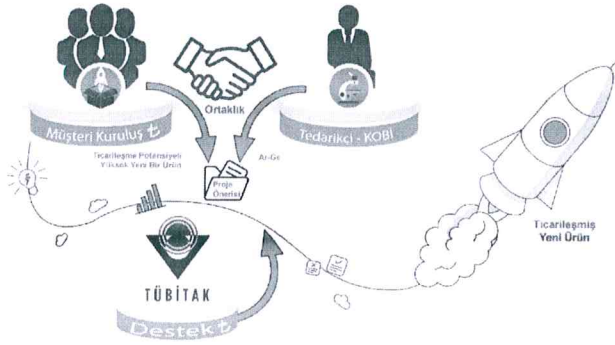 Ortaklık
Müşteri Kuruluş ₺
Tedarikçi - KOBİ
Ticarileşme Potansiyeli
Yüksek Yeni Bir Ürün
Ar-Ge
Proje
Önerisi
Ticarileşmiş
Yeni Ürün
TÜBİTAK
Destek ₺